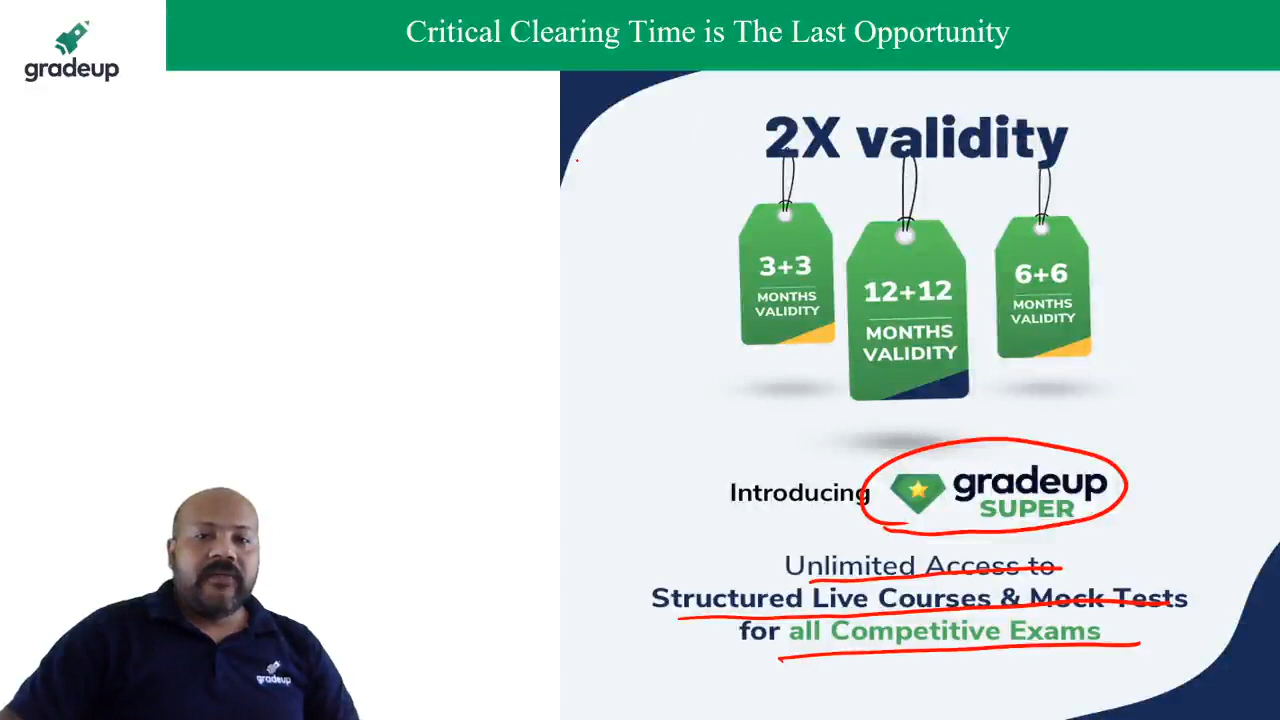 gradeup
Critical Clearing Time is The Last Opportunity
2X validity
3+3
MONTHS
VALIDITY
12+12
MONTHS
VALIDITY
6+6
MONTHS
VALIDITY
Introducing gradeup
SUPER
Unlimited Access to
Structured Live Courses & Mock Tests
for all Competitive Exams
gradeup